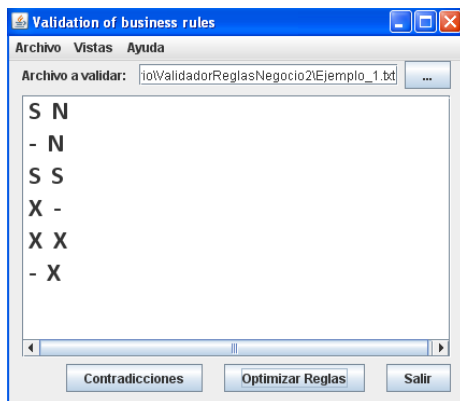 Validation of business rules
Archivo Vistas Ayuda
Archivo a validar: io\ValidadorReglasNegocio2\Ejemplo_1.txt ...
S N
- N
S S
X -
X X
- X
Contradicciones Optimizar Reglas Salir